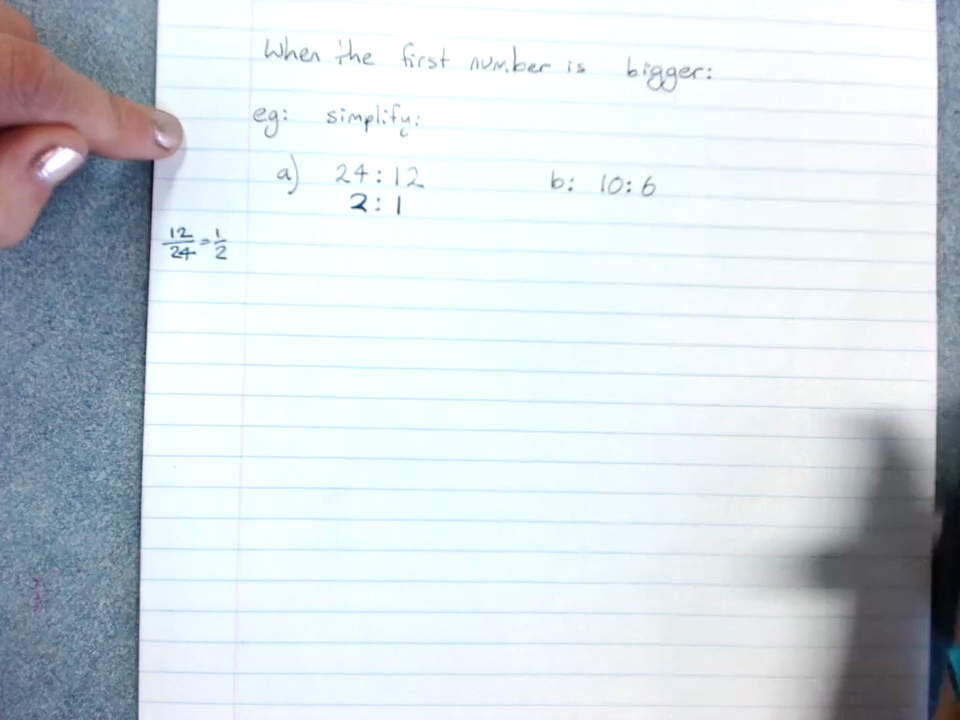 When the first number is bigger:
eg: simplify:
a) 24:12 b: 10:6
2:1
12/24 = 1/2